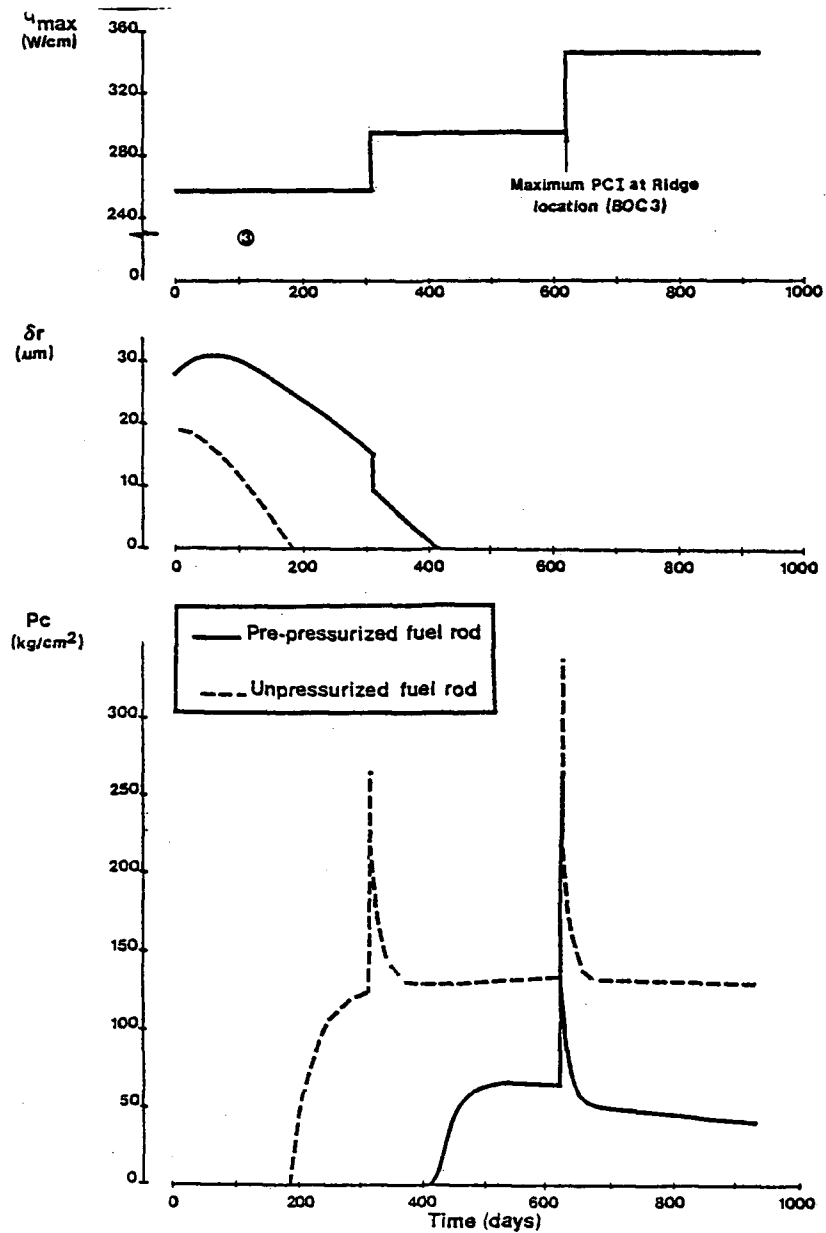 qmax
(W/cm)
360
320
280
240
0
③
Maximum PCI at Ridge
location (BOC3)
0 200 400 600 800 1000
δr
(μm)
30
20
10
0
0 200 400 600 800 1000
Pc
(kg/cm²)
Pre-pressurized fuel rod
Unpressurized fuel rod
300
250
200
150
100
50
0
0 200 400 600 800 1000
Time (days)